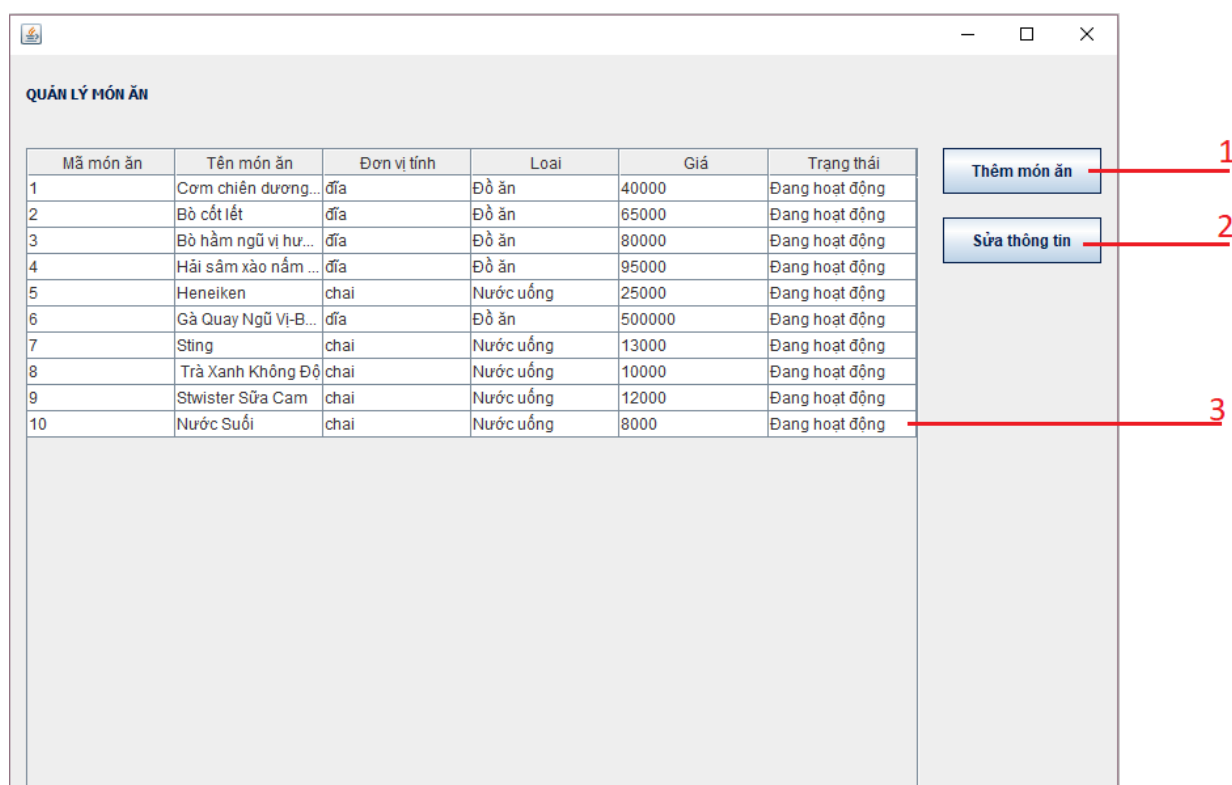 QUẢN LÝ MÓN ĂN
Mã món ăn Tên món ăn Đơn vị tính Loai Giá Trạng thái
1 Cơm chiên dương... đĩa Đồ ăn 40000 Đang hoạt động
2 Bò cốt lết đĩa Đồ ăn 65000 Đang hoạt động
3 Bò hầm ngũ vị hư... đĩa Đồ ăn 80000 Đang hoạt động
4 Hải sâm xào nấm ... đĩa Đồ ăn 95000 Đang hoạt động
5 Heneiken chai Nước uống 25000 Đang hoạt động
6 Gà Quay Ngũ Vị-B... đĩa Đồ ăn 500000 Đang hoạt động
7 Sting chai Nước uống 13000 Đang hoạt động
8 Trà Xanh Không Độ chai Nước uống 10000 Đang hoạt động
9 Stwister Sữa Cam chai Nước uống 12000 Đang hoạt động
10 Nước Suối chai Nước uống 8000 Đang hoạt động
Thêm món ăn 1
Sửa thông tin 2
3